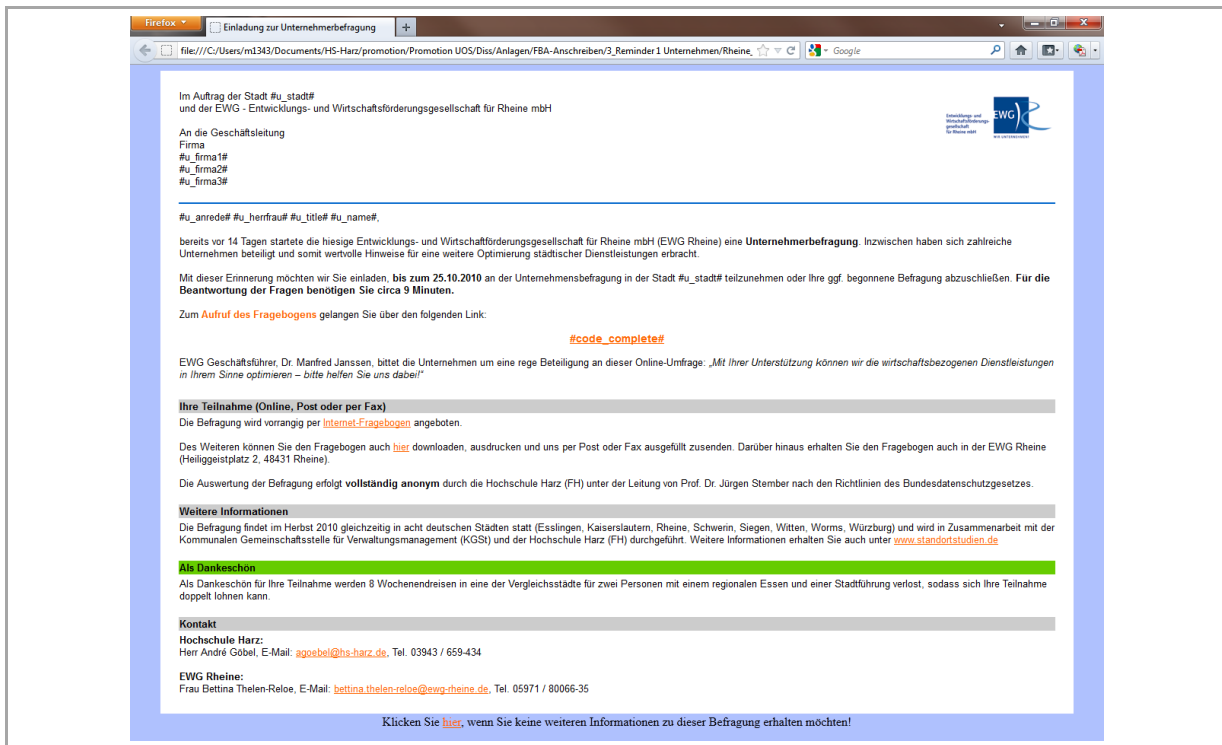 Firefox
Einladung zur Unternehmerbefragung
file:///C:/Users/m1343/Documents/HS-Harz/promotion/Promotion UOS/Diss/Anlagen/FBA-Anschreiben/3_Reminder1 Unternehmen/Rheine_
Google
Im Auftrag der Stadt #u_stadt#
und der EWG - Entwicklungs- und Wirtschaftsförderungsgesellschaft für Rheine mbH
Entwicklungs- und
Wirtschaftsförderungs-
gesellschaft
für Rheine mbH
EWG
WIR UNTERNEHMEN!
An die Geschäftsleitung
Firma
#u_firma1#
#u_firma2#
#u_firma3#
#u_anrede# #u_herrfrau# #u_title# #u_name#,
bereits vor 14 Tagen startete die hiesige Entwicklungs- und Wirtschaftförderungsgesellschaft für Rheine mbH (EWG Rheine) eine Unternehmerbefragung. Inzwischen haben sich zahlreiche
Unternehmen beteiligt und somit wertvolle Hinweise für eine weitere Optimierung städtischer Dienstleistungen erbracht.
Mit dieser Erinnerung möchten wir Sie einladen, bis zum 25.10.2010 an der Unternehmensbefragung in der Stadt #u_stadt# teilzunehmen oder Ihre ggf. begonnene Befragung abzuschließen. Für die
Beantwortung der Fragen benötigen Sie circa 9 Minuten.
Zum Aufruf des Fragebogens gelangen Sie über den folgenden Link:
#code_complete#
EWG Geschäftsführer, Dr. Manfred Janssen, bittet die Unternehmen um eine rege Beteiligung an dieser Online-Umfrage: „Mit Ihrer Unterstützung können wir die wirtschaftsbezogenen Dienstleistungen
in Ihrem Sinne optimieren – bitte helfen Sie uns dabei!“
Ihre Teilnahme (Online, Post oder per Fax)
Die Befragung wird vorrangig per Internet-Fragebogen angeboten.
Des Weiteren können Sie den Fragebogen auch hier downloaden, ausdrucken und uns per Post oder Fax ausgefüllt zusenden. Darüber hinaus erhalten Sie den Fragebogen auch in der EWG Rheine
(Heiliggeistplatz 2, 48431 Rheine).
Die Auswertung der Befragung erfolgt vollständig anonym durch die Hochschule Harz (FH) unter der Leitung von Prof. Dr. Jürgen Stember nach den Richtlinien des Bundesdatenschutzgesetzes.
Weitere Informationen
Die Befragung findet im Herbst 2010 gleichzeitig in acht deutschen Städten statt (Esslingen, Kaiserslautern, Rheine, Schwerin, Siegen, Witten, Worms, Würzburg) und wird in Zusammenarbeit mit der
Kommunalen Gemeinschaftsstelle für Verwaltungsmanagement (KGSt) und der Hochschule Harz (FH) durchgeführt. Weitere Informationen erhalten Sie auch unter www.standortstudien.de
Als Dankeschön
Als Dankeschön für Ihre Teilnahme werden 8 Wochenendreisen in eine der Vergleichsstädte für zwei Personen mit einem regionalen Essen und einer Stadtführung verlost, sodass sich Ihre Teilnahme
doppelt lohnen kann.
Kontakt
Hochschule Harz:
Herr André Göbel, E-Mail: agoebel@hs-harz.de, Tel. 03943 / 659-434
EWG Rheine:
Frau Bettina Thelen-Reloe, E-Mail: bettina.thelen-reloe@ewg-rheine.de, Tel. 05971 / 80066-35
Klicken Sie hier, wenn Sie keine weiteren Informationen zu dieser Befragung erhalten möchten!